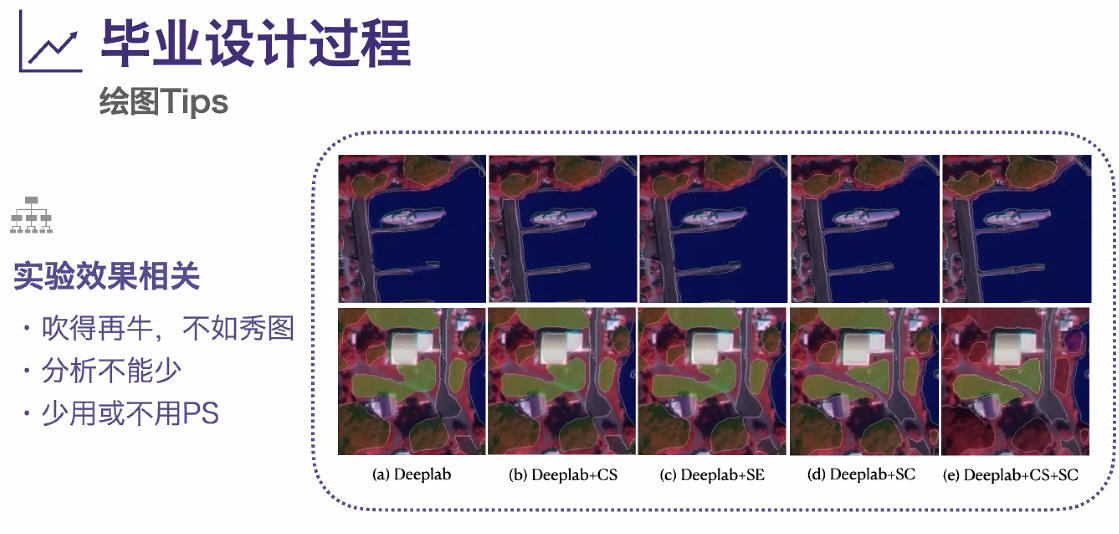 毕业设计过程
绘图Tips
实验效果相关
· 吹得再牛，不如秀图
· 分析不能少
· 少用或不用PS
(a) Deeplab
(b) Deeplab+CS
(c) Deeplab+SE
(d) Deeplab+SC
(e) Deeplab+CS+SC